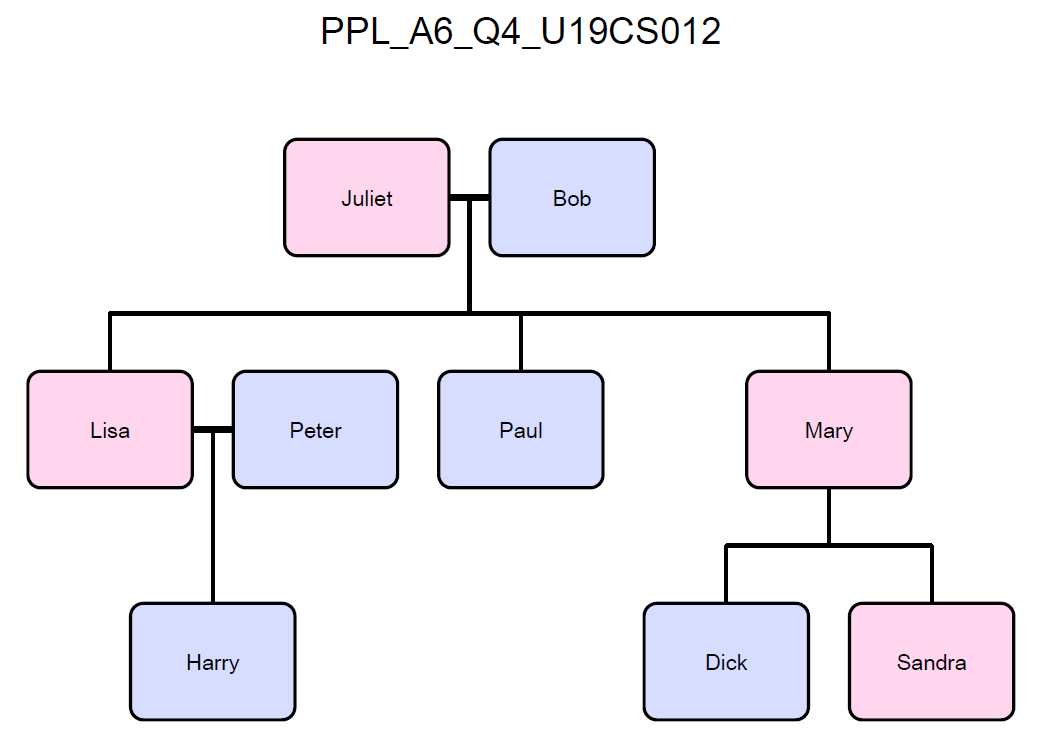 PPL_A6_Q4_U19CS012
Juliet
Bob
Lisa
Peter
Paul
Mary
Harry
Dick
Sandra